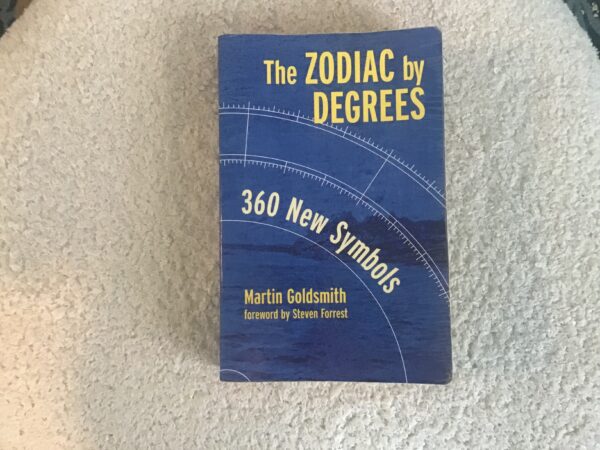 The ZODIAC by
DEGREES
360 New Symbols
Martin Goldsmith
foreword by Steven Forrest